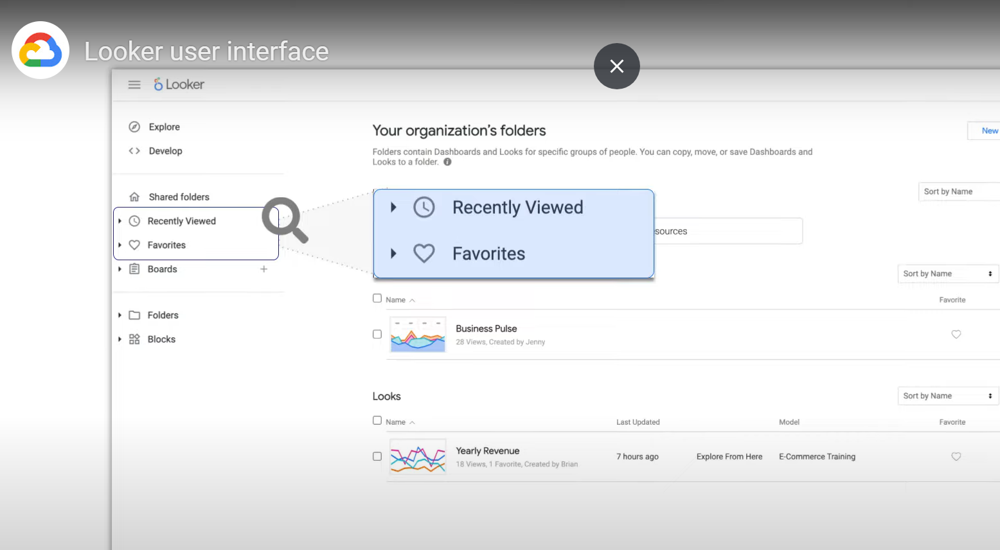 Looker user interface
Looker
Explore
Develop
Shared folders
Recently Viewed
Favorites
Boards
Folders
Blocks
Your organization's folders
New
Folders contain Dashboards and Looks for specific groups of people. You can copy, move, or save Dashboards and
Looks to a folder.
Sort by Name
Recently Viewed
Favorites
sources
Sort by Name
Name
Favorite
Business Pulse
28 Views, Created by Jenny
Looks
Sort by Name
Name
Last Updated
Model
Favorite
Yearly Revenue
18 Views, 1 Favorite, Created by Brian
7 hours ago
Explore From Here
E-Commerce Training